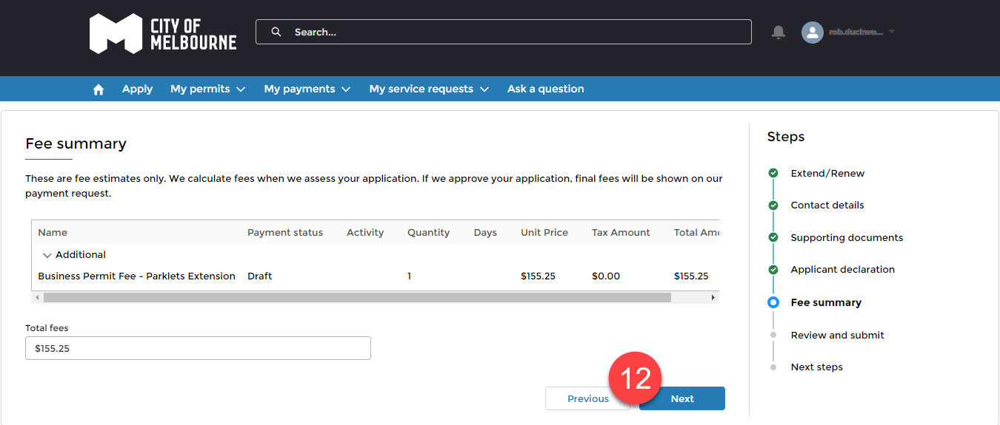 CITY OF
MELBOURNE
Search...
rob.duckwo...
Apply My permits My payments My service requests Ask a question
Fee summary
These are fee estimates only. We calculate fees when we assess your application. If we approve your application, final fees will be shown on our
payment request.
Name Payment status Activity Quantity Days Unit Price Tax Amount Total Amo
Additional
Business Permit Fee - Parklets Extension Draft 1 $155.25 $0.00 $155.25
Total fees
$155.25
12
Previous Next
Steps
Extend/Renew
Contact details
Supporting documents
Applicant declaration
Fee summary
Review and submit
Next steps